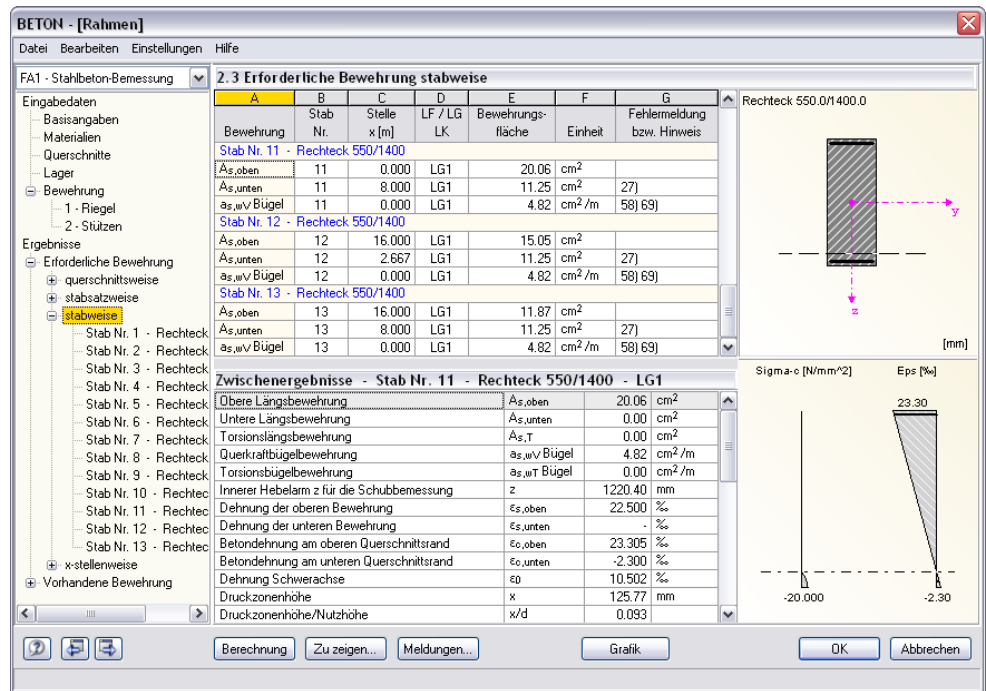 BETON - [Rahmen]
Datei Bearbeiten Einstellungen Hilfe
FA1 - Stahlbeton-Bemessung
Eingabedaten
Basisangaben
Materialien
Querschnitte
Lager
Bewehrung
1 - Riegel
2 - Stützen
Ergebnisse
Erforderliche Bewehrung
querschnittsweise
stabsatzweise
stabweise
Stab Nr. 1 - Rechteck
Stab Nr. 2 - Rechteck
Stab Nr. 3 - Rechteck
Stab Nr. 4 - Rechteck
Stab Nr. 5 - Rechteck
Stab Nr. 6 - Rechteck
Stab Nr. 7 - Rechteck
Stab Nr. 8 - Rechteck
Stab Nr. 9 - Rechteck
Stab Nr. 10 - Rechtec
Stab Nr. 11 - Rechtec
Stab Nr. 12 - Rechtec
Stab Nr. 13 - Rechtec
x-stellenweise
Vorhandene Bewehrung
2.3 Erforderliche Bewehrung stabweise
A B C D E F G
Stab Stelle LF / LG Bewehrungs- Fehlermeldung
Bewehrung Nr. x [m] LK fläche Einheit bzw. Hinweis
Stab Nr. 11 - Rechteck 550/1400
As,oben 11 0.000 LG1 20.06 cm²
As,unten 11 8.000 LG1 11.25 cm² 27)
as,wV Bügel 11 0.000 LG1 4.82 cm²/m 58) 69)
Stab Nr. 12 - Rechteck 550/1400
As,oben 12 16.000 LG1 15.05 cm²
As,unten 12 2.667 LG1 11.25 cm² 27)
as,wV Bügel 12 0.000 LG1 4.82 cm²/m 58) 69)
Stab Nr. 13 - Rechteck 550/1400
As,oben 13 16.000 LG1 11.87 cm²
As,unten 13 8.000 LG1 11.25 cm² 27)
as,wV Bügel 13 0.000 LG1 4.82 cm²/m 58) 69)
Rechteck 550.0/1400.0
y
z
[mm]
Zwischenergebnisse - Stab Nr. 11 - Rechteck 550/1400 - LG1
Obere Längsbewehrung As,oben 20.06 cm²
Untere Längsbewehrung As,unten 0.00 cm²
Torsionslängsbewehrung As,T 0.00 cm²
Querkraftbügelbewehrung as,wV Bügel 4.82 cm²/m
Torsionsbügelbewehrung as,wT Bügel 0.00 cm²/m
Innerer Hebelarm z für die Schubbemessung z 1220.40 mm
Dehnung der oberen Bewehrung εs,oben 22.500 ‰
Dehnung der unteren Bewehrung εs,unten - ‰
Betondehnung am oberen Querschnittsrand εc,oben 23.305 ‰
Betondehnung am unteren Querschnittsrand εc,unten -2.300 ‰
Dehnung Schwerachse ε0 10.502 ‰
Druckzonenhöhe x 125.77 mm
Druckzonenhöhe/Nutzhöhe x/d 0.093
Sigma-c [N/mm^2] Eps [‰]
23.30
-20.000 -2.30
Berechnung Zu zeigen... Meldungen... Grafik OK Abbrechen